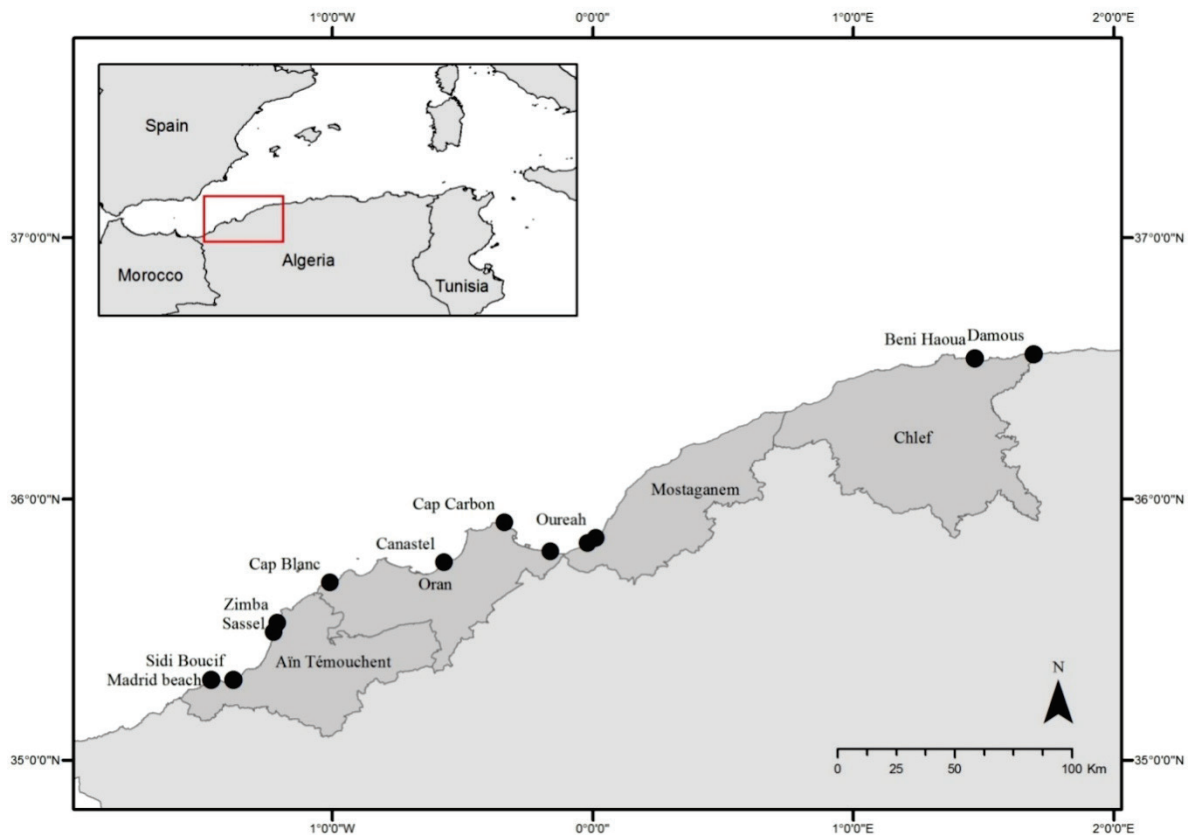 1°0'0"W
0°0'0"
1°0'0"E
2°0'0"E
Spain
Morocco
Algeria
Tunisia
37°0'0"N
37°0'0"N
Beni Haoua
Damous
Chlef
36°0'0"N
36°0'0"N
Mostaganem
Cap Carbon
Oureah
Canastel
Oran
Cap Blanc
Zimba
Sassel
Sidi Boucif
Aïn Témouchent
Madrid beach
N
35°0'0"N
35°0'0"N
0 25 50 100 Km
1°0'0"W
0°0'0"
1°0'0"E
2°0'0"E